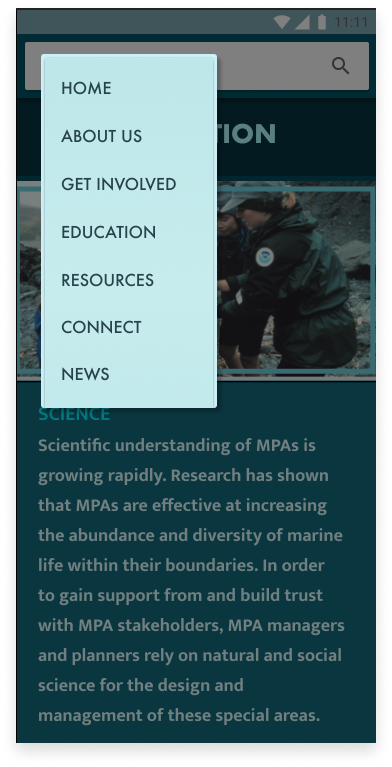 11:11
TION
HOME
ABOUT US
GET INVOLVED
EDUCATION
RESOURCES
CONNECT
NEWS
SCIENCE
Scientific understanding of MPAs is
growing rapidly. Research has shown
that MPAs are effective at increasing
the abundance and diversity of marine
life within their boundaries. In order
to gain support from and build trust
with MPA stakeholders, MPA managers
and planners rely on natural and social
science for the design and
management of these special areas.